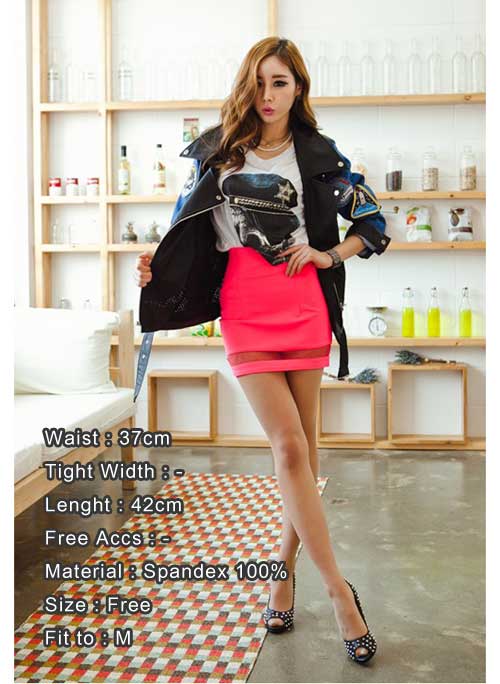 Waist : 37cm
Tight Width : -
Lenght : 42cm
Free Accs : -
Material : Spandex 100%
Size : Free
Fit to : M